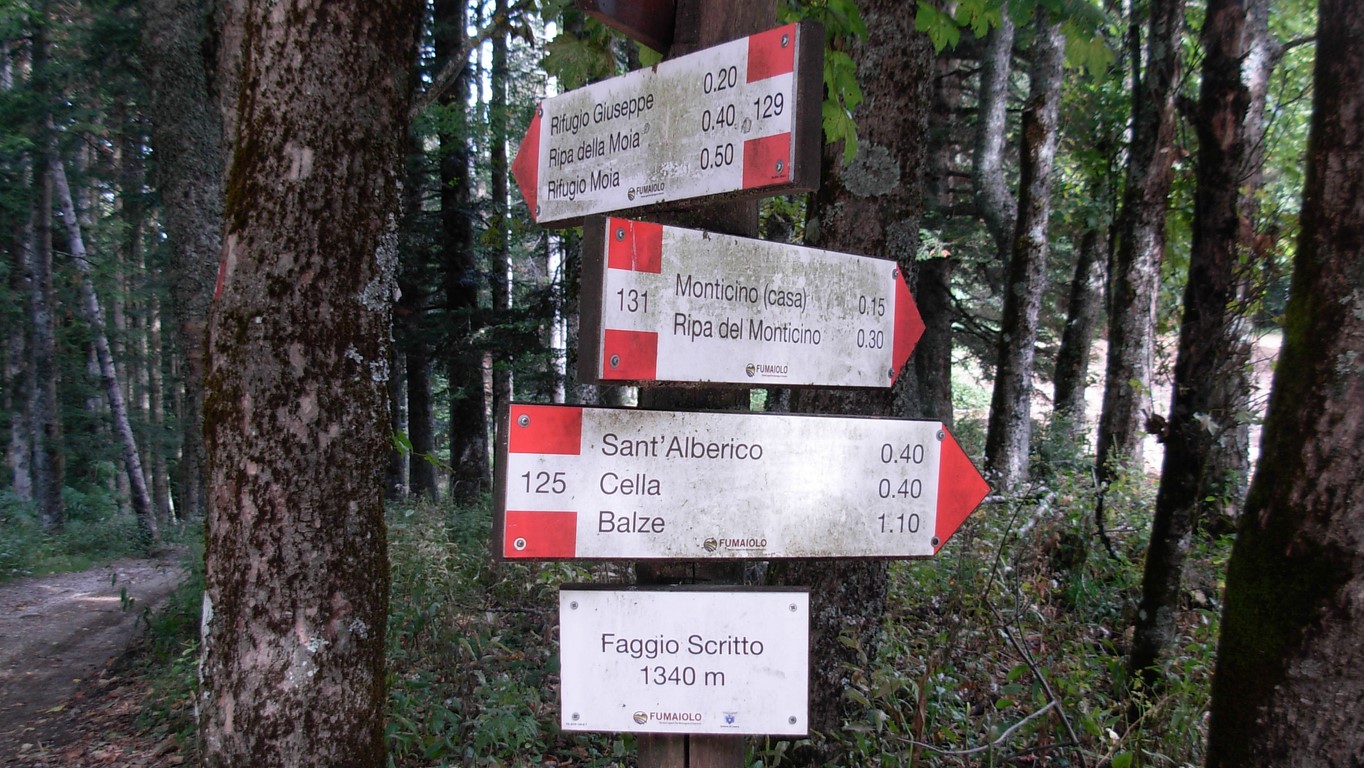 Rifugio Giuseppe 0.20
Ripa della Moia 0.40 129
Rifugio Moia 0.50
FUMAIOLO
131 Monticino (casa) 0.15
Ripa del Monticino 0.30
FUMAIOLO
Sant'Alberico 0.40
125 Cella 0.40
Balze 1.10
FUMAIOLO
Faggio Scritto
1340 m
FUMAIOLO